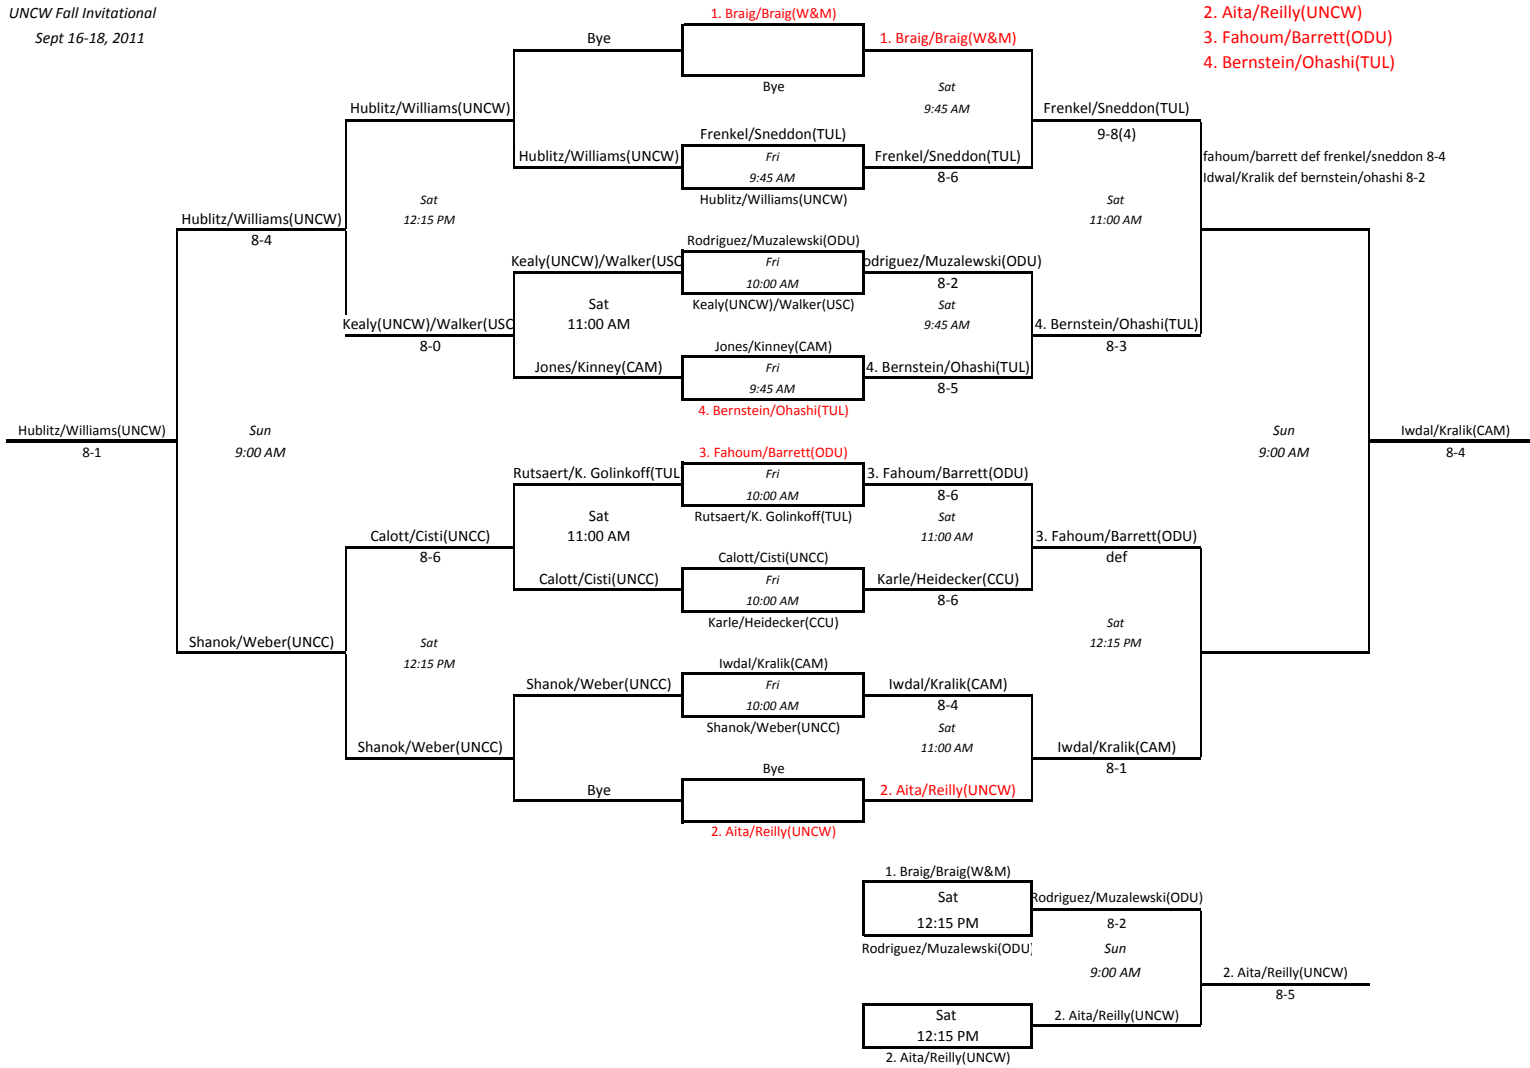 UNCW Fall Invitational
Sept 16-18, 2011
2. Aita/Reilly(UNCW)
3. Fahoum/Barrett(ODU)
4. Bernstein/Ohashi(TUL)
1. Braig/Braig(W&M)
Bye
1. Braig/Braig(W&M)
Bye
Sat
9:45 AM
Hublitz/Williams(UNCW)
Frenkel/Sneddon(TUL)
9-8(4)
Frenkel/Sneddon(TUL)
Hublitz/Williams(UNCW)
Fri
9:45 AM
Frenkel/Sneddon(TUL)
8-6
Hublitz/Williams(UNCW)
fahoum/barrett def frenkel/sneddon 8-4
Idwal/Kralik def bernstein/ohashi 8-2
Sat
12:15 PM
Sat
11:00 AM
Hublitz/Williams(UNCW)
8-4
Rodriguez/Muzalewski(ODU)
Kealy(UNCW)/Walker(USC
Fri
10:00 AM
odriguez/Muzalewski(ODU)
8-2
Kealy(UNCW)/Walker(USC)
Sat
11:00 AM
Sat
9:45 AM
Kealy(UNCW)/Walker(USC
8-0
4. Bernstein/Ohashi(TUL)
8-3
Jones/Kinney(CAM)
Jones/Kinney(CAM)
Fri
9:45 AM
4. Bernstein/Ohashi(TUL)
8-5
4. Bernstein/Ohashi(TUL)
Hublitz/Williams(UNCW)
8-1
Sun
9:00 AM
Sun
9:00 AM
Iwdal/Kralik(CAM)
8-4
3. Fahoum/Barrett(ODU)
Rutsaert/K. Golinkoff(TUL
Fri
10:00 AM
3. Fahoum/Barrett(ODU)
8-6
Rutsaert/K. Golinkoff(TUL)
Sat
11:00 AM
Sat
11:00 AM
Calott/Cisti(UNCC)
8-6
3. Fahoum/Barrett(ODU)
def
Calott/Cisti(UNCC)
Calott/Cisti(UNCC)
Fri
10:00 AM
Karle/Heidecker(CCU)
8-6
Karle/Heidecker(CCU)
Shanok/Weber(UNCC)
Sat
12:15 PM
Sat
12:15 PM
Iwdal/Kralik(CAM)
Shanok/Weber(UNCC)
Fri
10:00 AM
Iwdal/Kralik(CAM)
8-4
Shanok/Weber(UNCC)
Sat
11:00 AM
Shanok/Weber(UNCC)
Iwdal/Kralik(CAM)
8-1
Bye
Bye
2. Aita/Reilly(UNCW)
2. Aita/Reilly(UNCW)
1. Braig/Braig(W&M)
Sat
12:15 PM
Rodriguez/Muzalewski(ODU)
8-2
Rodriguez/Muzalewski(ODU)
Sun
9:00 AM
2. Aita/Reilly(UNCW)
8-5
Sat
12:15 PM
2. Aita/Reilly(UNCW)
2. Aita/Reilly(UNCW)